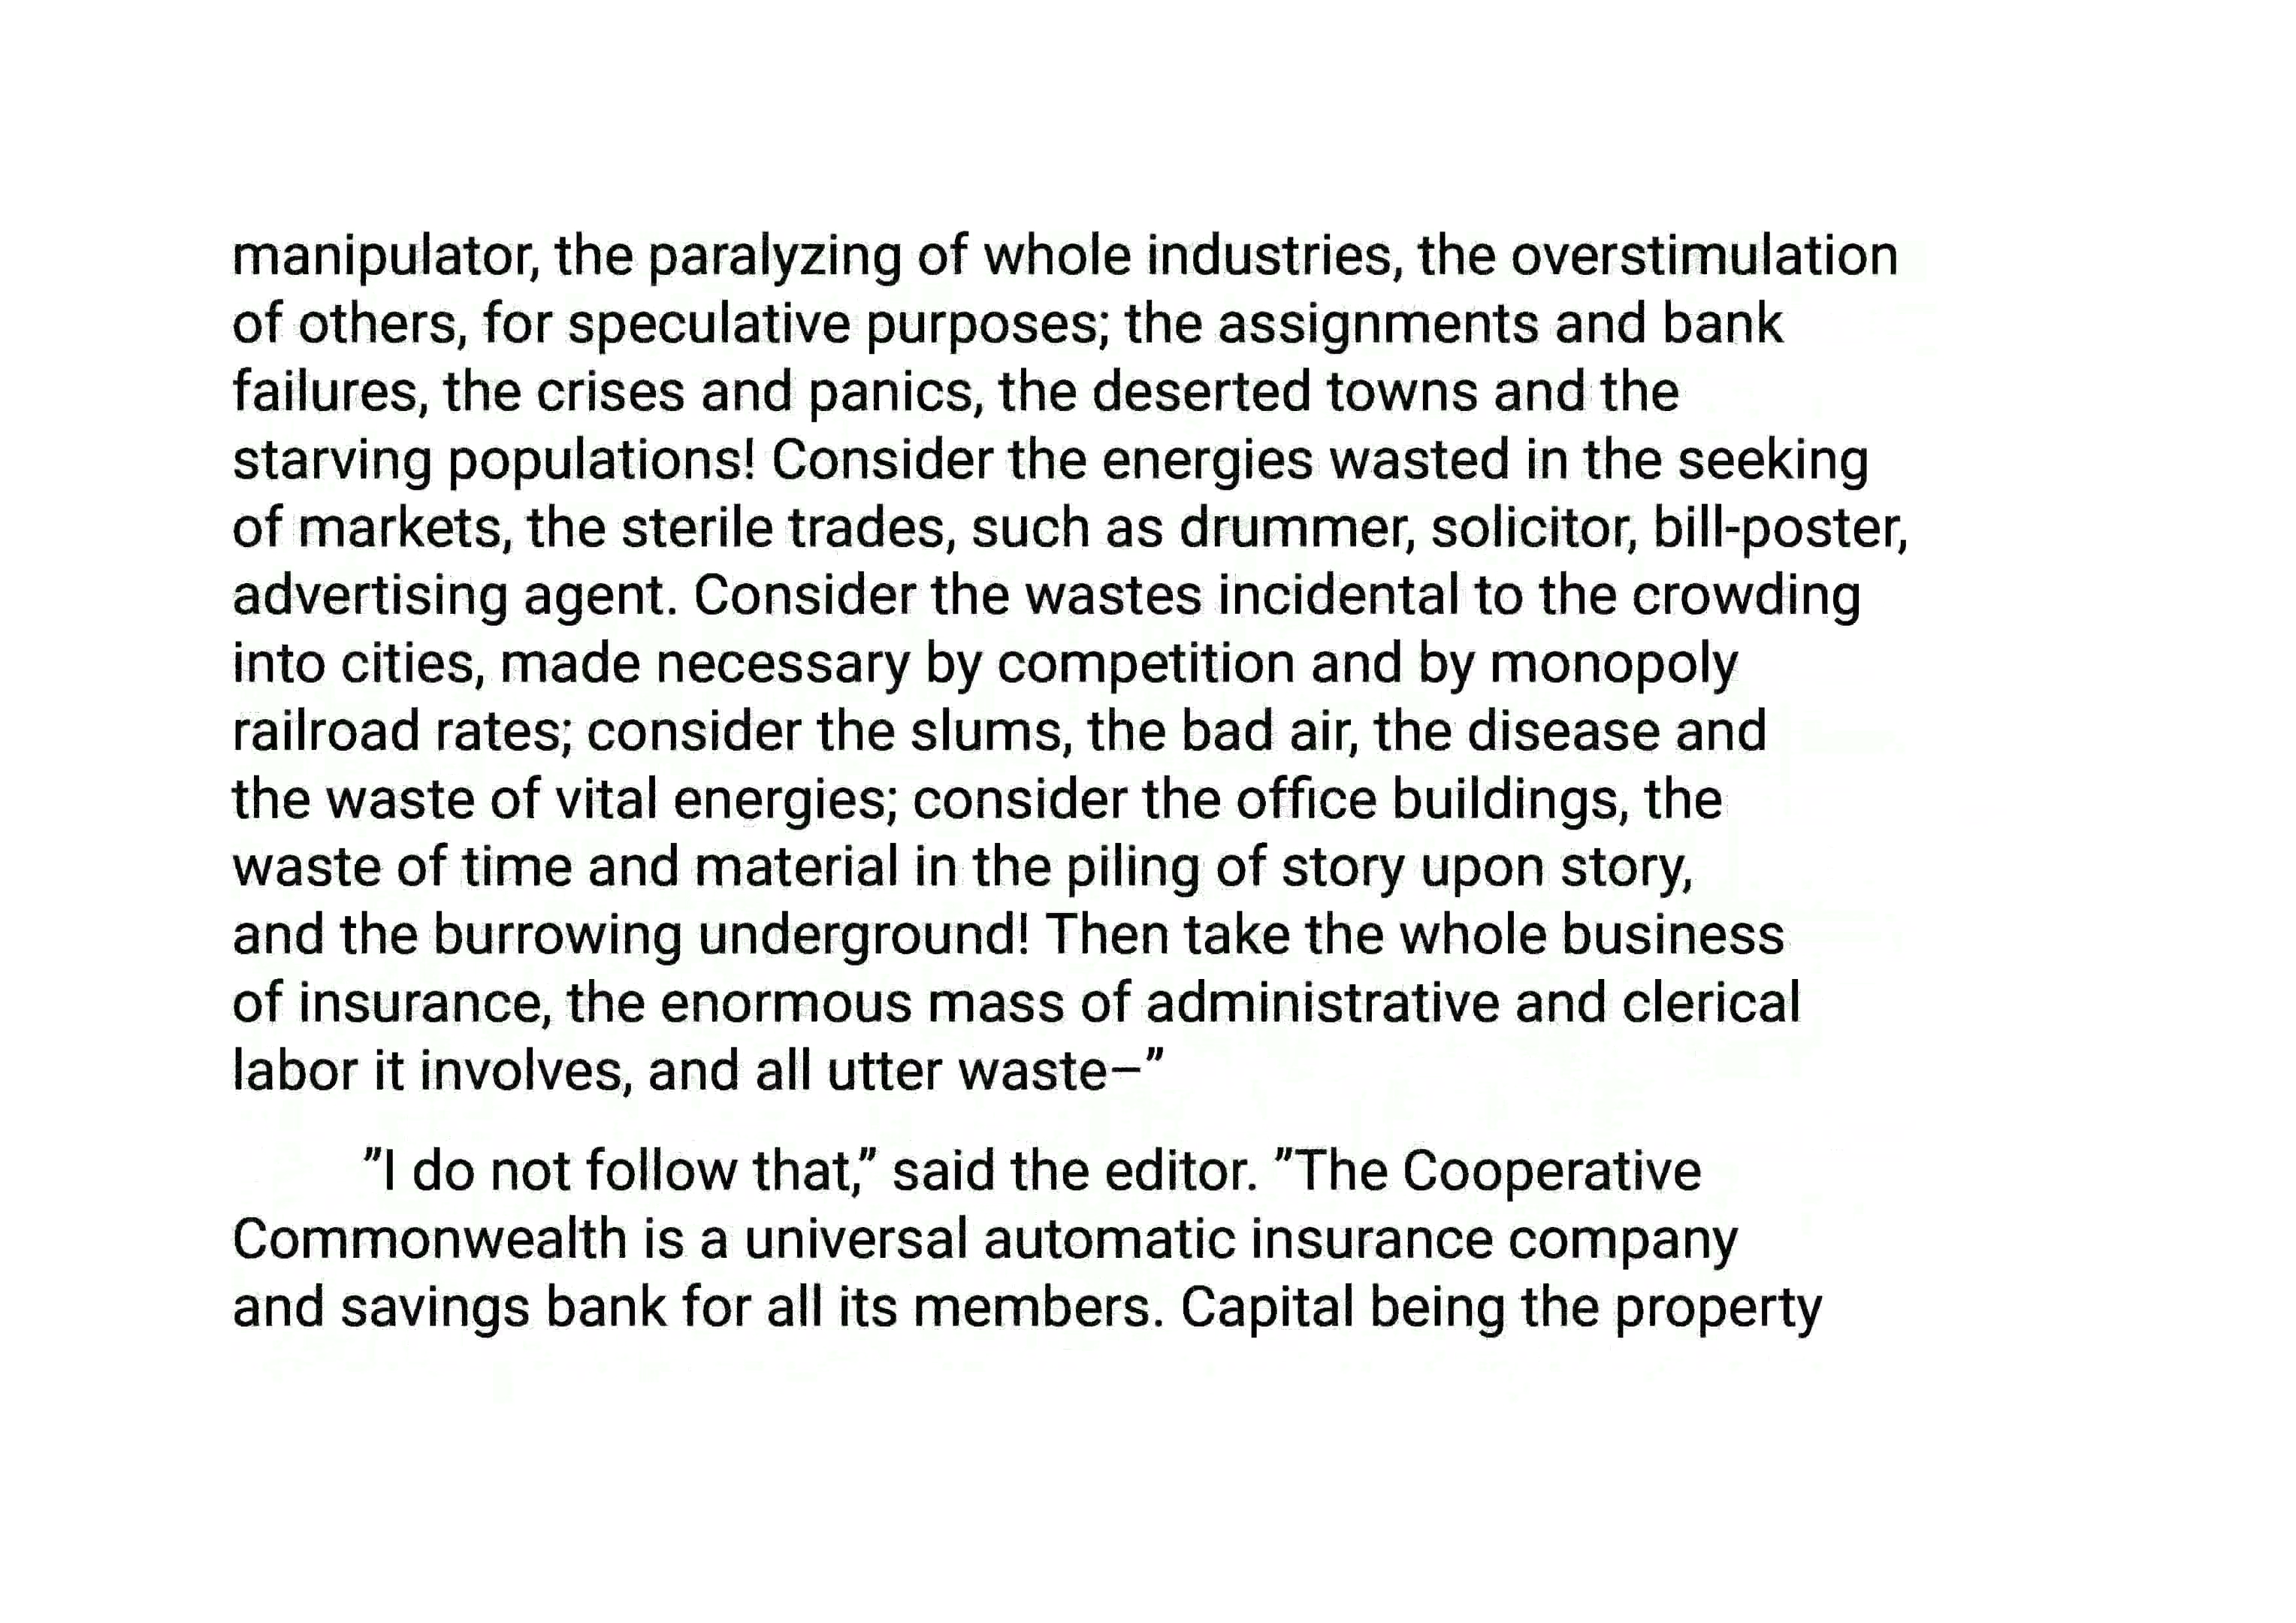 manipulator, the paralyzing of whole industries, the overstimulation
of others, for speculative purposes; the assignments and bank
failures, the crises and panics, the deserted towns and the
starving populations! Consider the energies wasted in the seeking
of markets, the sterile trades, such as drummer, solicitor, bill-poster,
advertising agent. Consider the wastes incidental to the crowding
into cities, made necessary by competition and by monopoly
railroad rates; consider the slums, the bad air, the disease and
the waste of vital energies; consider the office buildings, the
waste of time and material in the piling of story upon story,
and the burrowing underground! Then take the whole business
of insurance, the enormous mass of administrative and clerical
labor it involves, and all utter waste–”
”I do not follow that,” said the editor. ”The Cooperative
Commonwealth is a universal automatic insurance company
and savings bank for all its members. Capital being the property